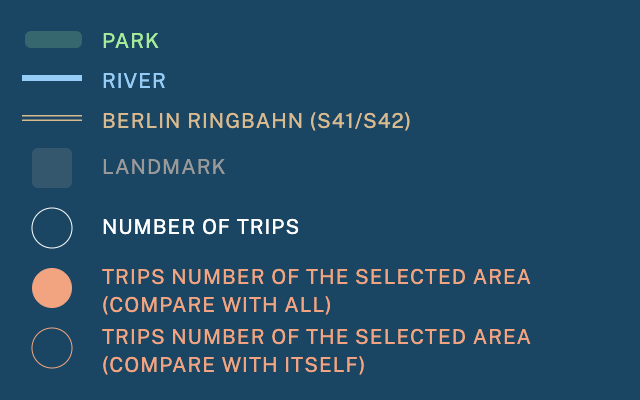 PARK
RIVER
BERLIN RINGBAHN (S41/S42)
LANDMARK
NUMBER OF TRIPS
TRIPS NUMBER OF THE SELECTED AREA
(COMPARE WITH ALL)
TRIPS NUMBER OF THE SELECTED AREA
(COMPARE WITH ITSELF)